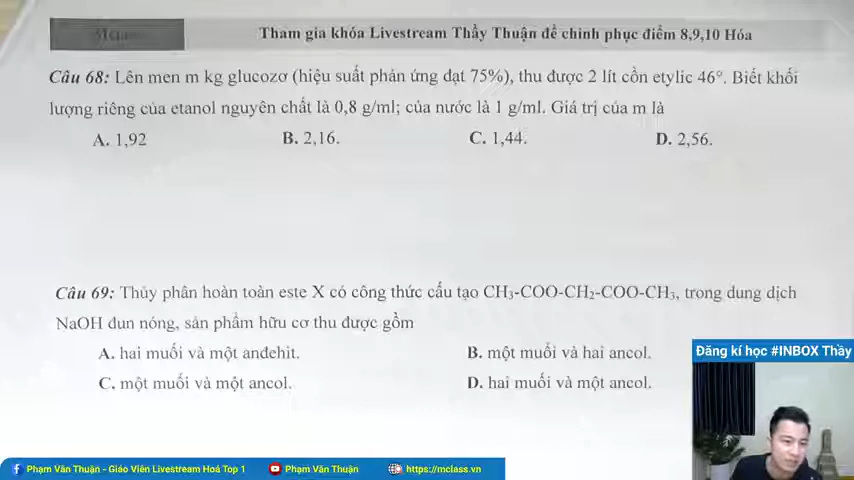 Tham gia khóa Livestream Thầy Thuận để chinh phục điểm 8,9,10 Hóa
Câu 68: Lên men m kg glucozơ (hiệu suất phản ứng đạt 75%), thu được 2 lít cồn etylic 46°. Biết khối
lượng riêng của etanol nguyên chất là 0,8 g/ml; của nước là 1 g/ml. Giá trị của m là
A. 1,92 B. 2,16. C. 1,44. D. 2,56.
Câu 69: Thủy phân hoàn toàn este X có công thức cấu tạo CH₃-COO-CH₂-COO-CH₃, trong dung dịch
NaOH đun nóng, sản phẩm hữu cơ thu được gồm
A. hai muối và một anđehit. B. một muối và hai ancol.
C. một muối và một ancol. D. hai muối và một ancol.
Đăng kí học #INBOX Thầy
Phạm Văn Thuận - Giáo Viên Livestream Hoá Top 1 Phạm Văn Thuận https://mclass.vn